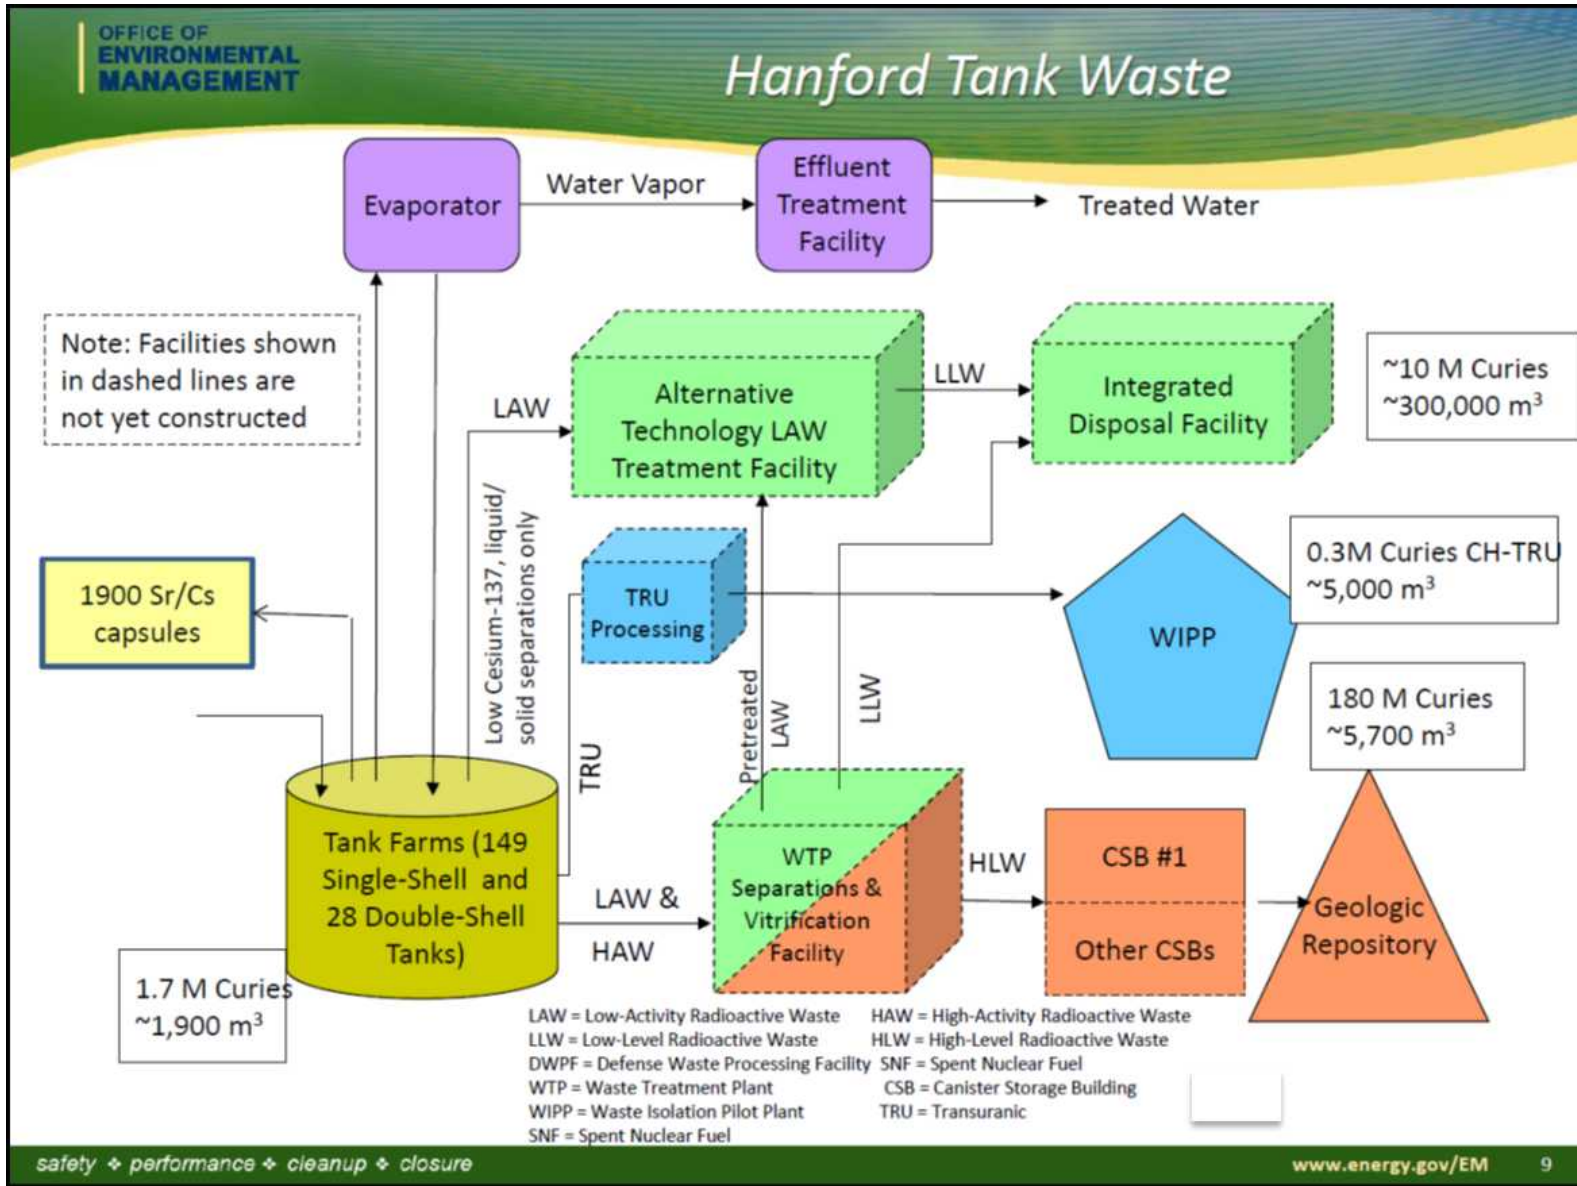 OFFICE OF
ENVIRONMENTAL
MANAGEMENT
Hanford Tank Waste
Evaporator
Water Vapor
Effluent
Treatment
Facility
Treated Water
Note: Facilities shown
in dashed lines are
not yet constructed
LAW
Alternative
Technology LAW
Treatment Facility
LLW
Integrated
Disposal Facility
~10 M Curies
~300,000 m³
Low Cesium-137, liquid/
solid separations only
1900 Sr/Cs
capsules
TRU
Processing
WIPP
0.3M Curies CH-TRU
~5,000 m³
TRU
Pretreated
LAW
LLW
180 M Curies
~5,700 m³
Tank Farms (149
Single-Shell and
28 Double-Shell
Tanks)
LAW &
HAW
WTP
Separations &
Vitrification
Facility
HLW
CSB #1
Other CSBs
Geologic
Repository
1.7 M Curies
~1,900 m³
LAW = Low-Activity Radioactive Waste HAW = High-Activity Radioactive Waste
LLW = Low-Level Radioactive Waste HLW = High-Level Radioactive Waste
DWPF = Defense Waste Processing Facility SNF = Spent Nuclear Fuel
WTP = Waste Treatment Plant CSB = Canister Storage Building
WIPP = Waste Isolation Pilot Plant TRU = Transuranic
SNF = Spent Nuclear Fuel
safety ❖ performance ❖ cleanup ❖ closure
www.energy.gov/EM 9